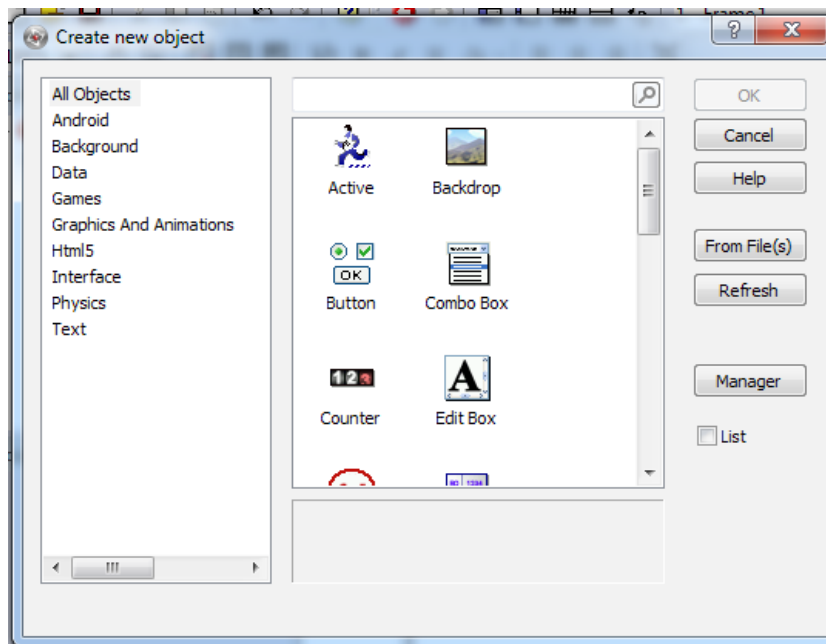 Create new object
?
All Objects
Android
Background
Data
Games
Graphics And Animations
Html5
Interface
Physics
Text
Active
Backdrop
OK
Button
Combo Box
123
Counter
A
Edit Box
OK
Cancel
Help
From File(s)
Refresh
Manager
List